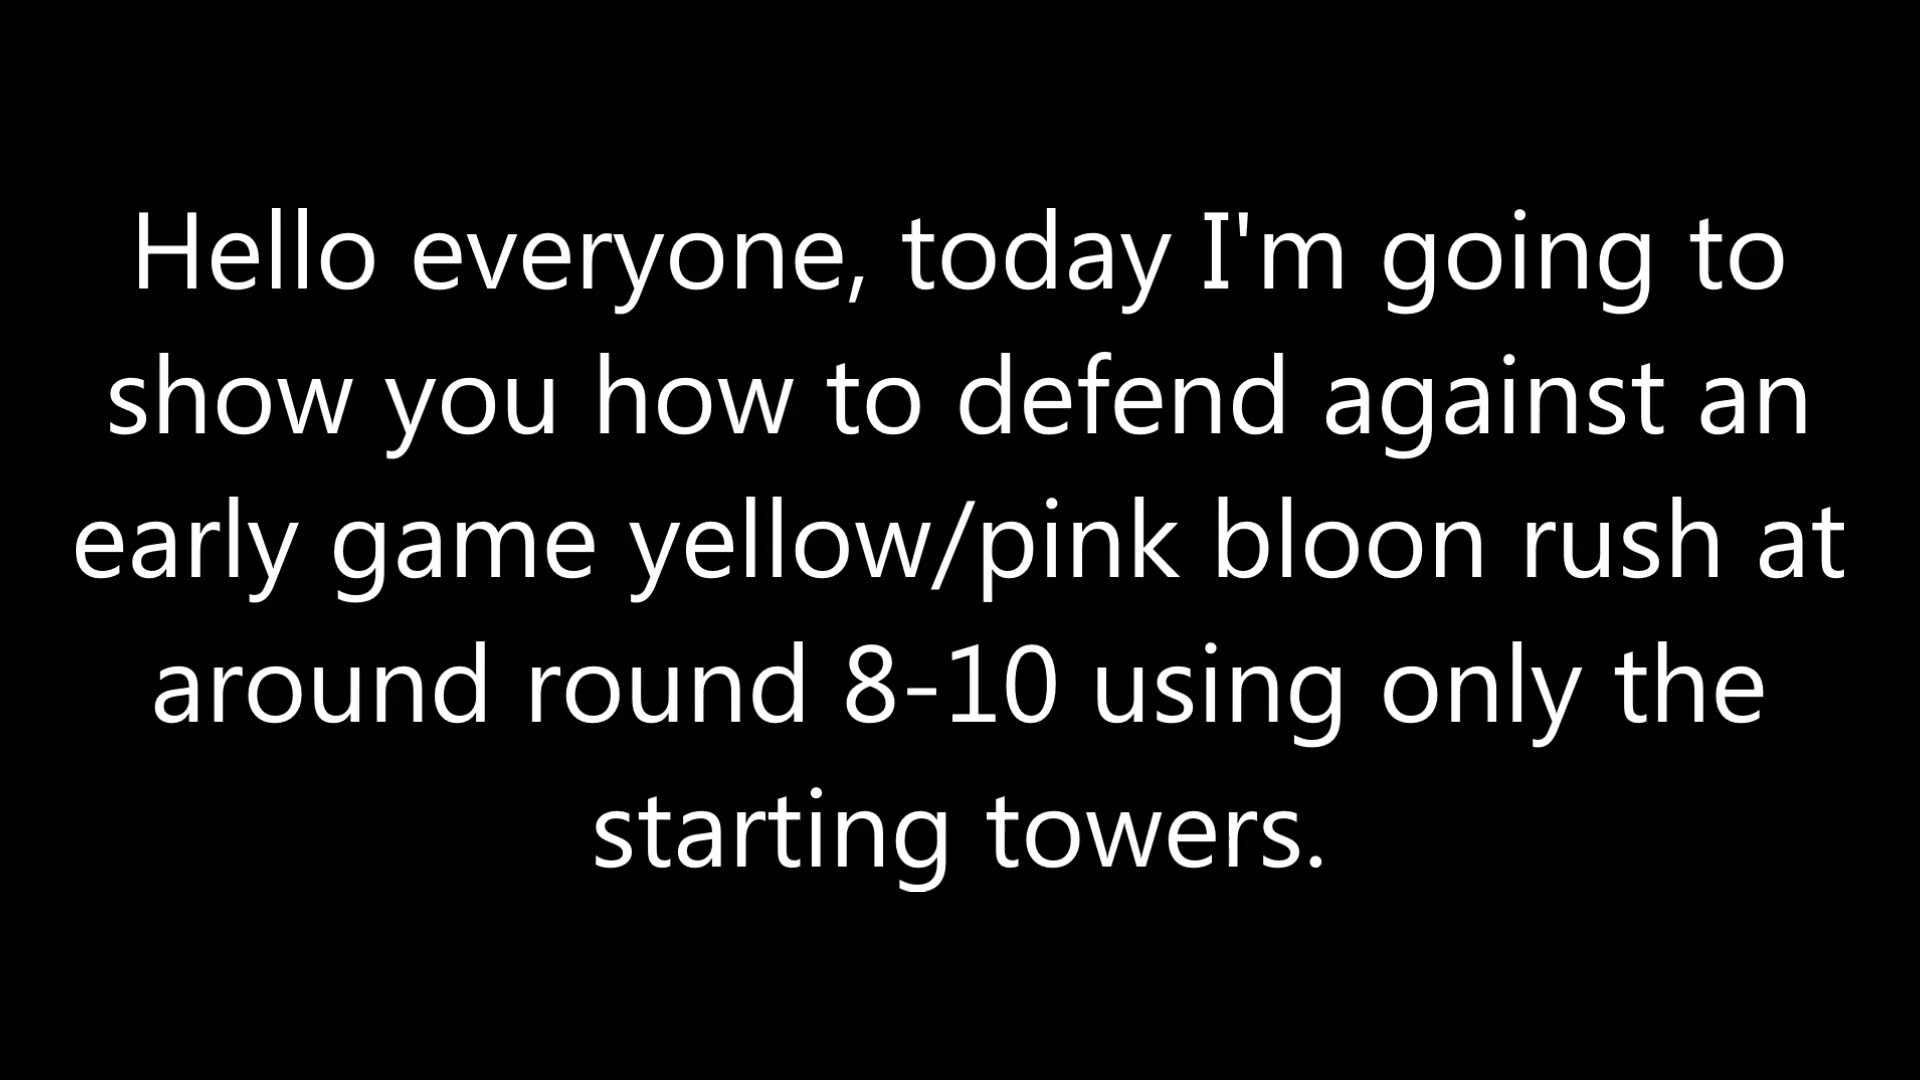 Hello everyone, today I'm going to
show you how to defend against an
early game yellow/pink bloon rush at
around round 8-10 using only the
starting towers.